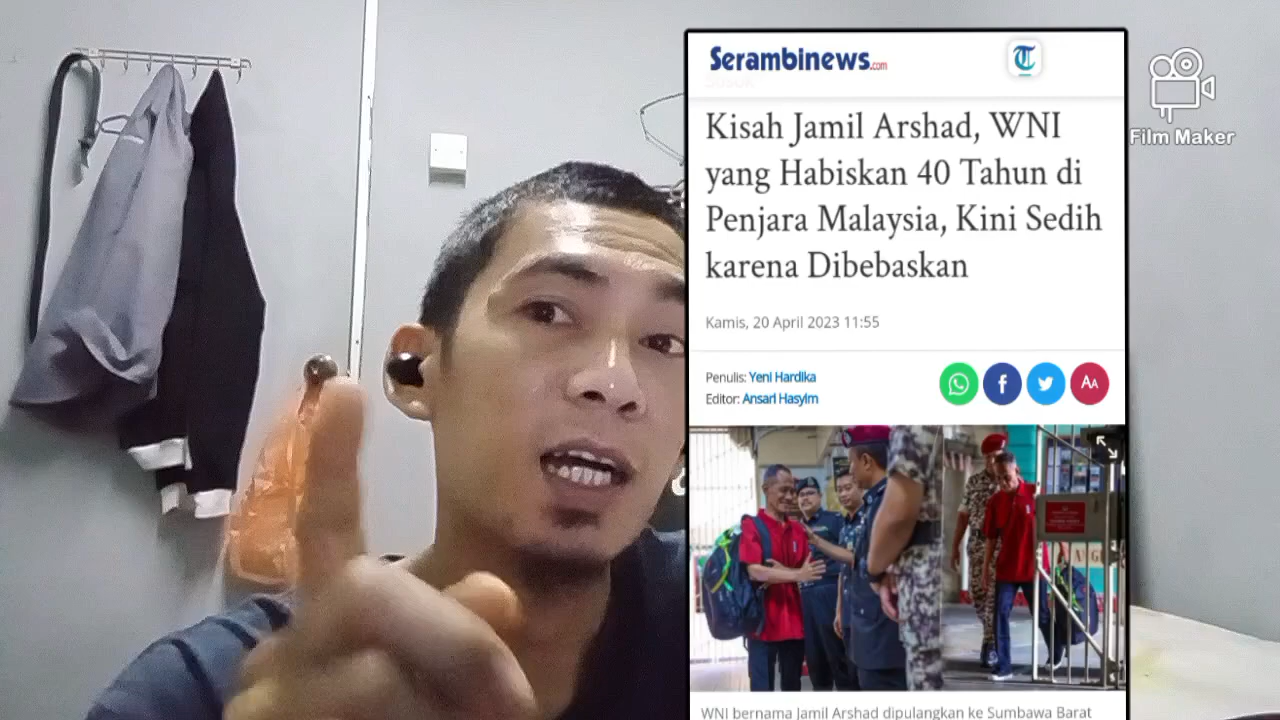 Serambinews.com
Kisah Jamil Arshad, WNI
yang Habiskan 40 Tahun di
Penjara Malaysia, Kini Sedih
karena Dibebaskan
Kamis, 20 April 2023 11:55
Penulis: Yeni Hardika
Editor: Ansari Hasyim
AA
WNI bernama Jamil Arshad dipulangkan ke Sumbawa Barat
Film Maker